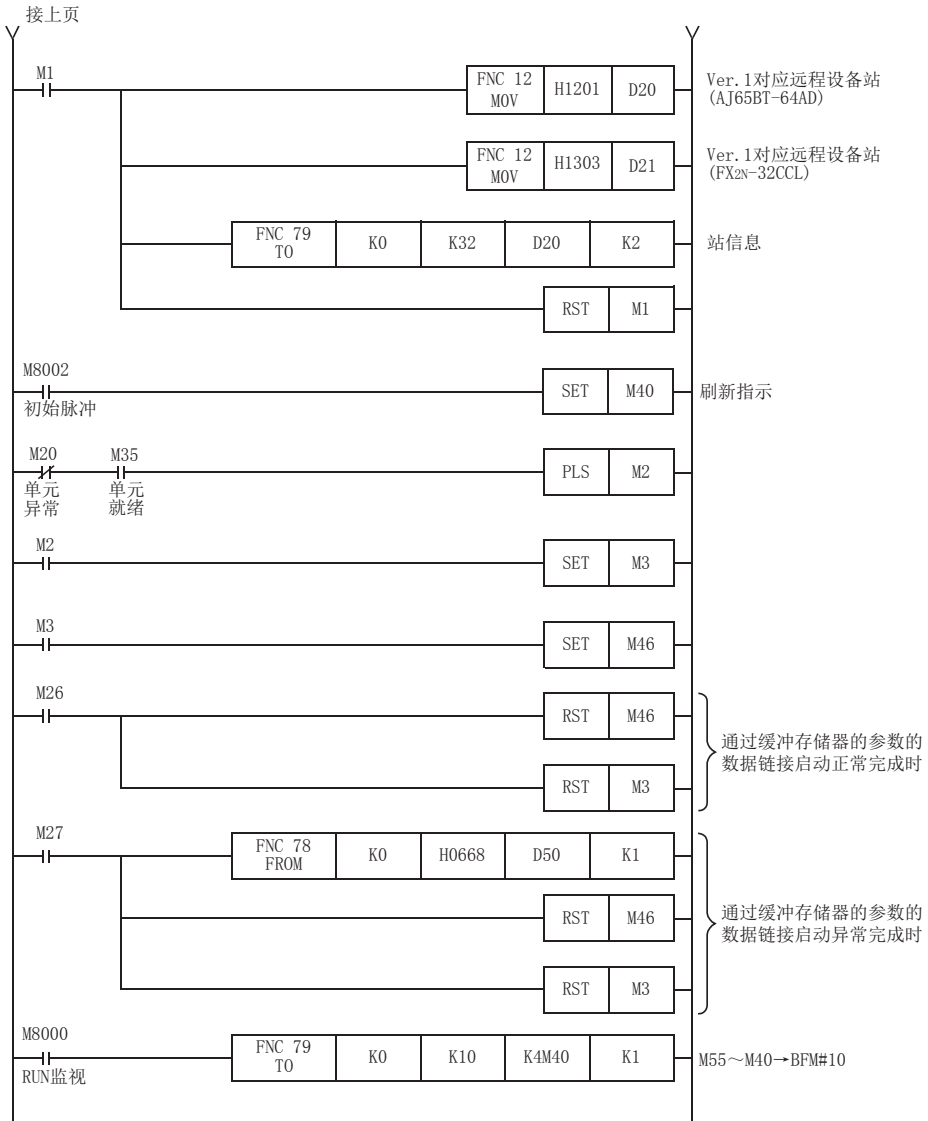 接上页
M1
FNC 12
MOV
H1201
D20
Ver.1对应远程设备站
(AJ65BT-64AD)
FNC 12
MOV
H1303
D21
Ver.1对应远程设备站
(FX2N-32CCL)
FNC 79
TO
K0
K32
D20
K2
站信息
RST
M1
M8002
初始脉冲
SET
M40
刷新指示
M20
单元
异常
M35
单元
就绪
PLS
M2
M2
SET
M3
M3
SET
M46
M26
RST
M46
RST
M3
通过缓冲存储器的参数的
数据链接启动正常完成时
M27
FNC 78
FROM
K0
H0668
D50
K1
RST
M46
RST
M3
通过缓冲存储器的参数的
数据链接启动异常完成时
M8000
RUN监视
FNC 79
TO
K0
K10
K4M40
K1
M55～M40→BFM#10